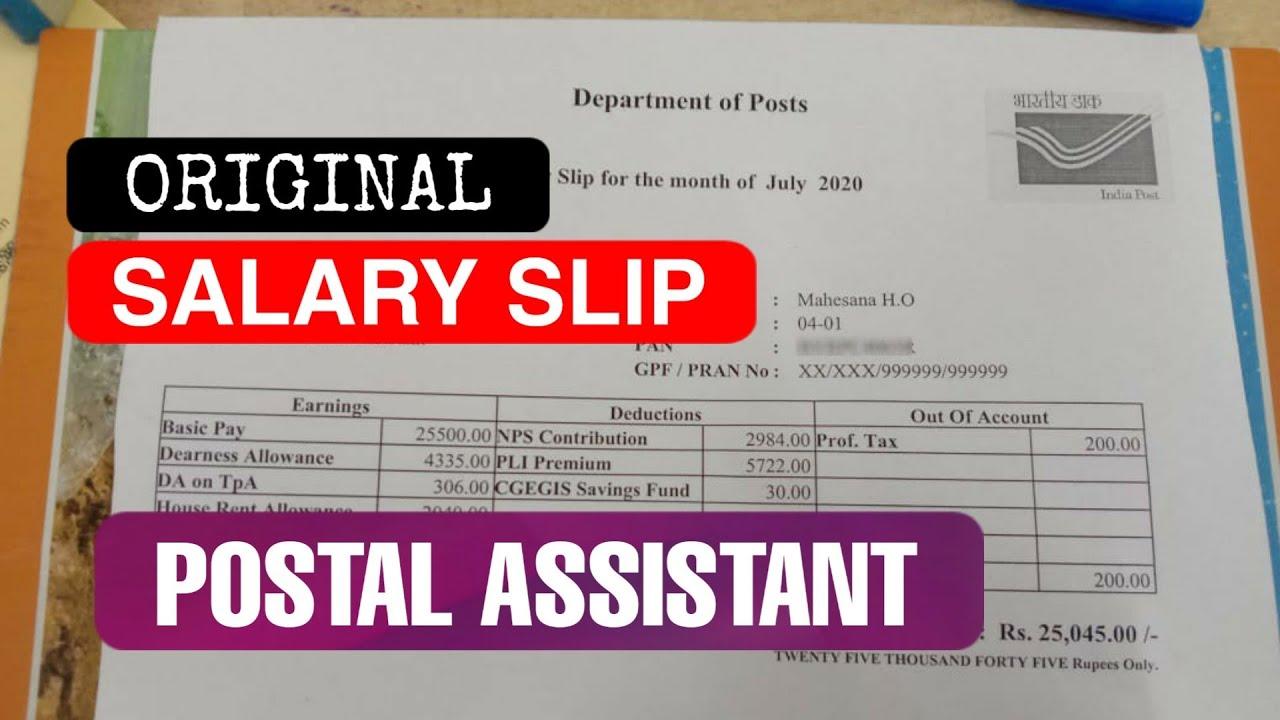 Department of Posts
भारतीय डाक
India Post
ORIGINAL
Slip for the month of July 2020
SALARY SLIP
: Mahesana H.O
: 04-01
PAN :
GPF / PRAN No : XX/XXX/999999/999999
Earnings Deductions Out Of Account
Basic Pay 25500.00 NPS Contribution 2984.00 Prof. Tax 200.00
Dearness Allowance 4335.00 PLI Premium 5722.00
DA on TpA 306.00 CGEGIS Savings Fund 30.00
House Rent Allowance 2040.00
POSTAL ASSISTANT
200.00
: Rs. 25,045.00 /-
TWENTY FIVE THOUSAND FORTY FIVE Rupees Only.